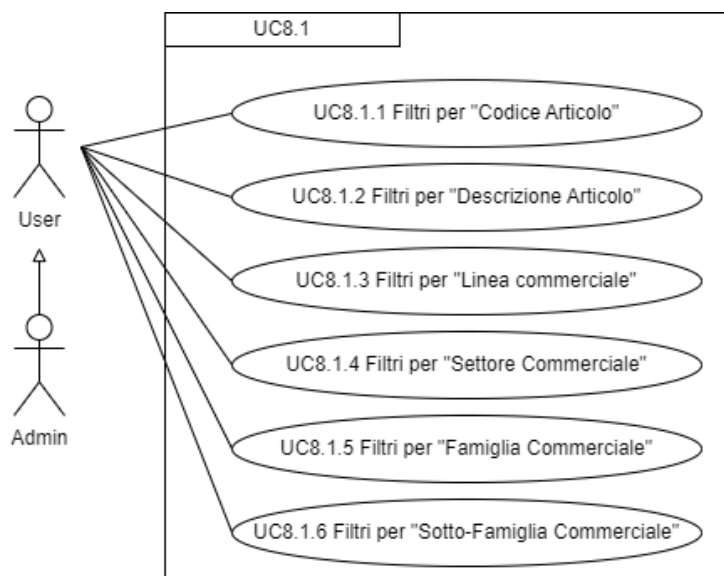 UC8.1
UC8.1.1 Filtri per "Codice Articolo"
UC8.1.2 Filtri per "Descrizione Articolo"
User
UC8.1.3 Filtri per "Linea commerciale"
UC8.1.4 Filtri per "Settore Commerciale"
Admin
UC8.1.5 Filtri per "Famiglia Commerciale"
UC8.1.6 Filtri per "Sotto-Famiglia Commerciale"